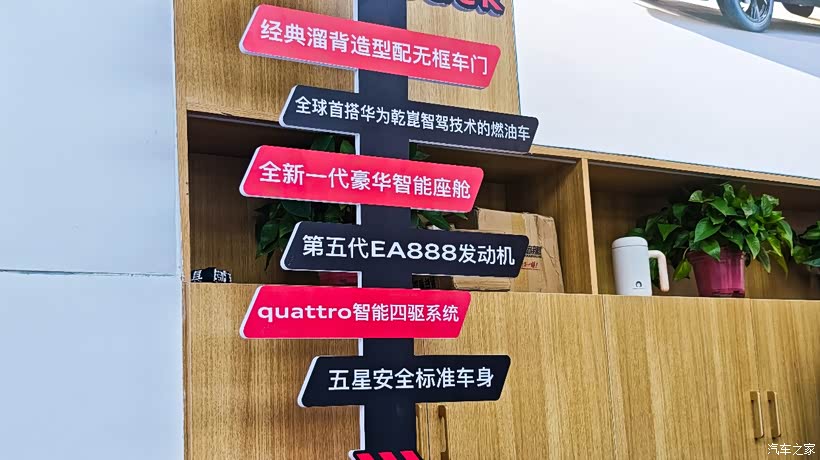 经典溜背造型配无框车门
全球首搭华为乾崑智驾技术的燃油车
全新一代豪华智能座舱
第五代EA888发动机
quattro智能四驱系统
五星安全标准车身
汽车之家